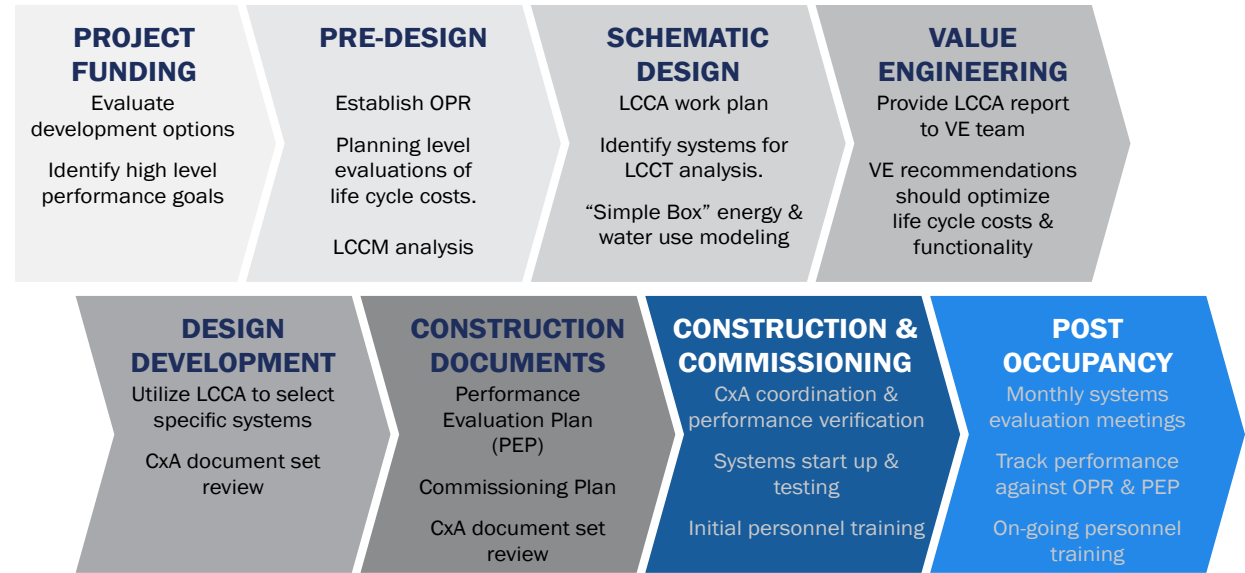 PROJECT
FUNDING
Evaluate
development options
Identify high level
performance goals
PRE-DESIGN
Establish OPR
Planning level
evaluations of
life cycle costs.
LCCM analysis
SCHEMATIC
DESIGN
LCCA work plan
Identify systems for
LCCT analysis.
“Simple Box” energy &
water use modeling
VALUE
ENGINEERING
Provide LCCA report
to VE team
VE recommendations
should optimize
life cycle costs &
functionality
DESIGN
DEVELOPMENT
Utilize LCCA to select
specific systems
CxA document set
review
CONSTRUCTION
DOCUMENTS
Performance
Evaluation Plan
(PEP)
Commissioning Plan
CxA document set
review
CONSTRUCTION &
COMMISSIONING
CxA coordination &
performance verification
Systems start up &
testing
Initial personnel training
POST
OCCUPANCY
Monthly systems
evaluation meetings
Track performance
against OPR & PEP
On-going personnel
training